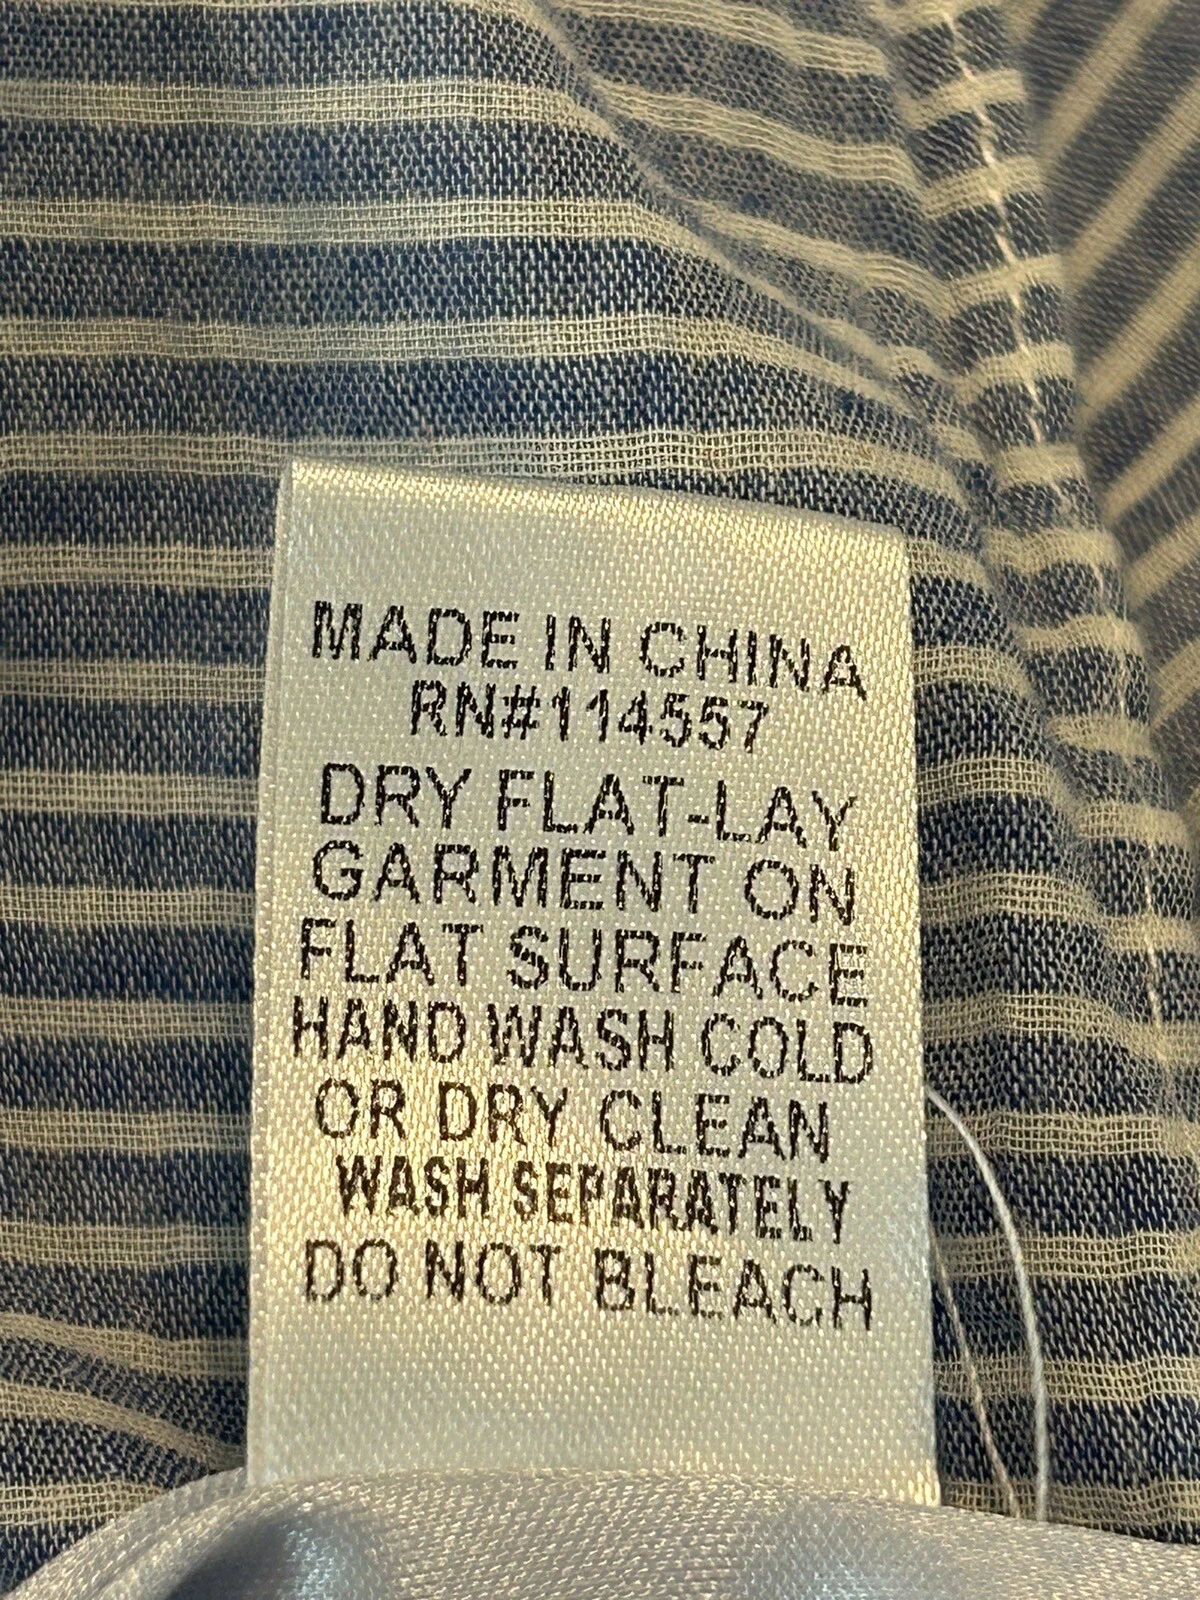 MADE IN CHINA
RN#114557
DRY FLAT-LAY
GARMENT ON
FLAT SURFACE
HAND WASH COLD
OR DRY CLEAN
WASH SEPARATELY
DO NOT BLEACH